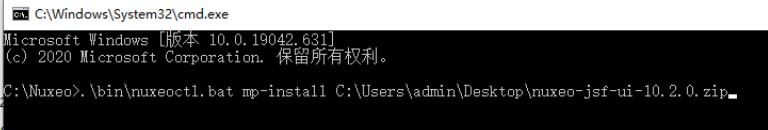 C:\Windows\System32\cmd.exe
Microsoft Windows [版本 10.0.19042.631]
(c) 2020 Microsoft Corporation. 保留所有权利。
C:\Nuxeo>.\bin\nuxeoctl.bat mp-install C:\Users\admin\Desktop\nuxeo-jsf-ui-10.2.0.zip